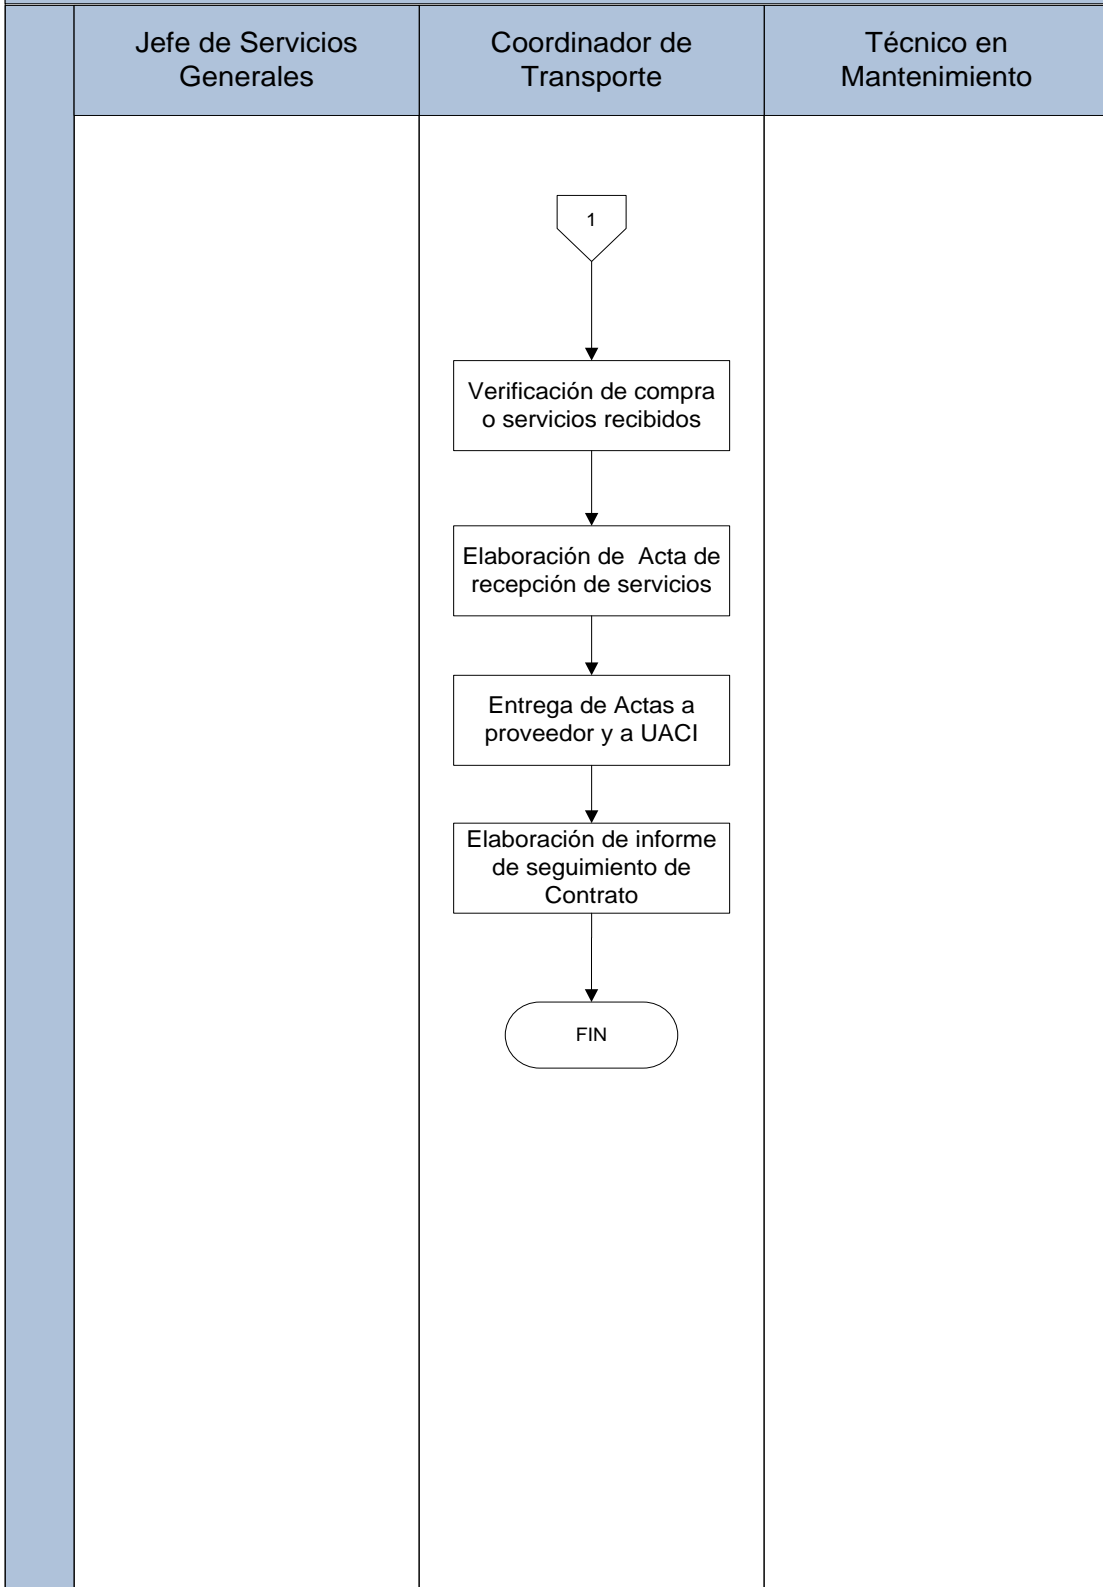 Jefe de Servicios
Generales
Coordinador de
Transporte
Técnico en
Mantenimiento
1
Verificación de compra
o servicios recibidos
Elaboración de  Acta de
recepción de servicios
Entrega de Actas a
proveedor y a UACI
Elaboración de informe
de seguimiento de
Contrato
FIN